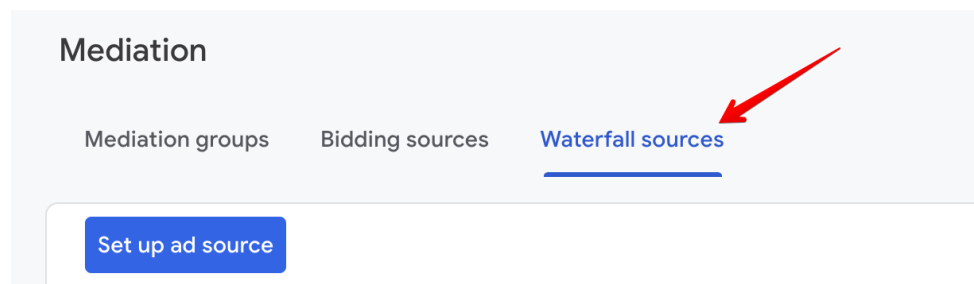 Mediation
Mediation groups Bidding sources Waterfall sources
Set up ad source